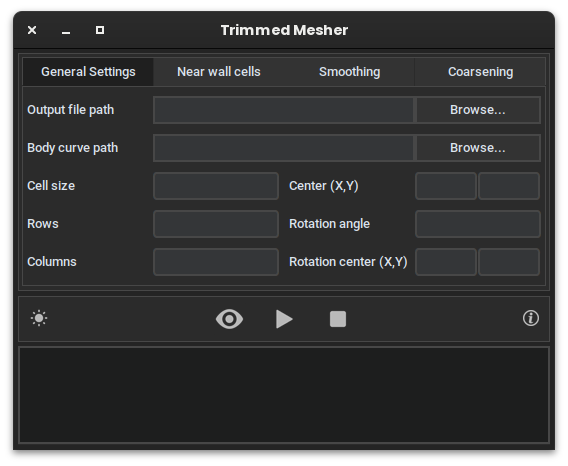 Trimmed Mesher
General Settings Near wall cells Smoothing Coarsening
Output file path Browse...
Body curve path Browse...
Cell size Center (X,Y)
Rows Rotation angle
Columns Rotation center (X,Y)